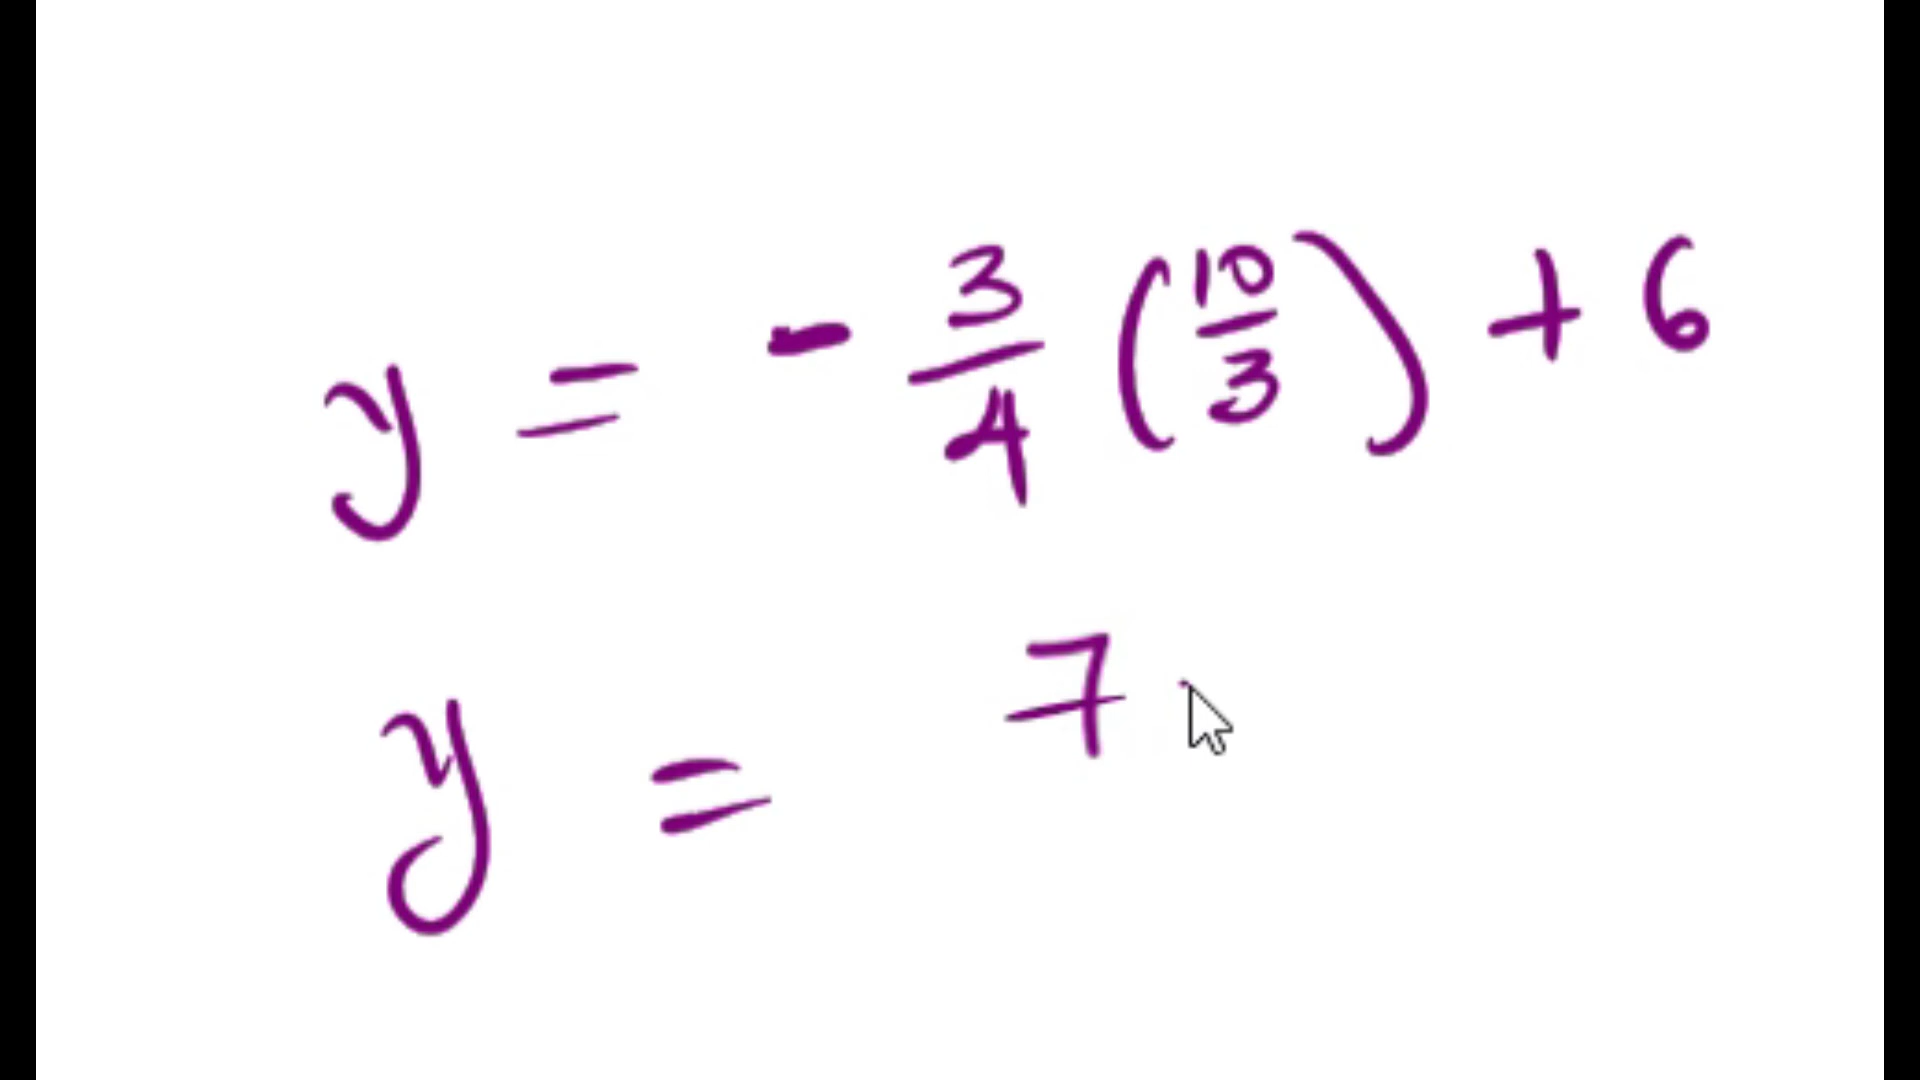 y = - 3/4 (10/3) + 6
y = 7